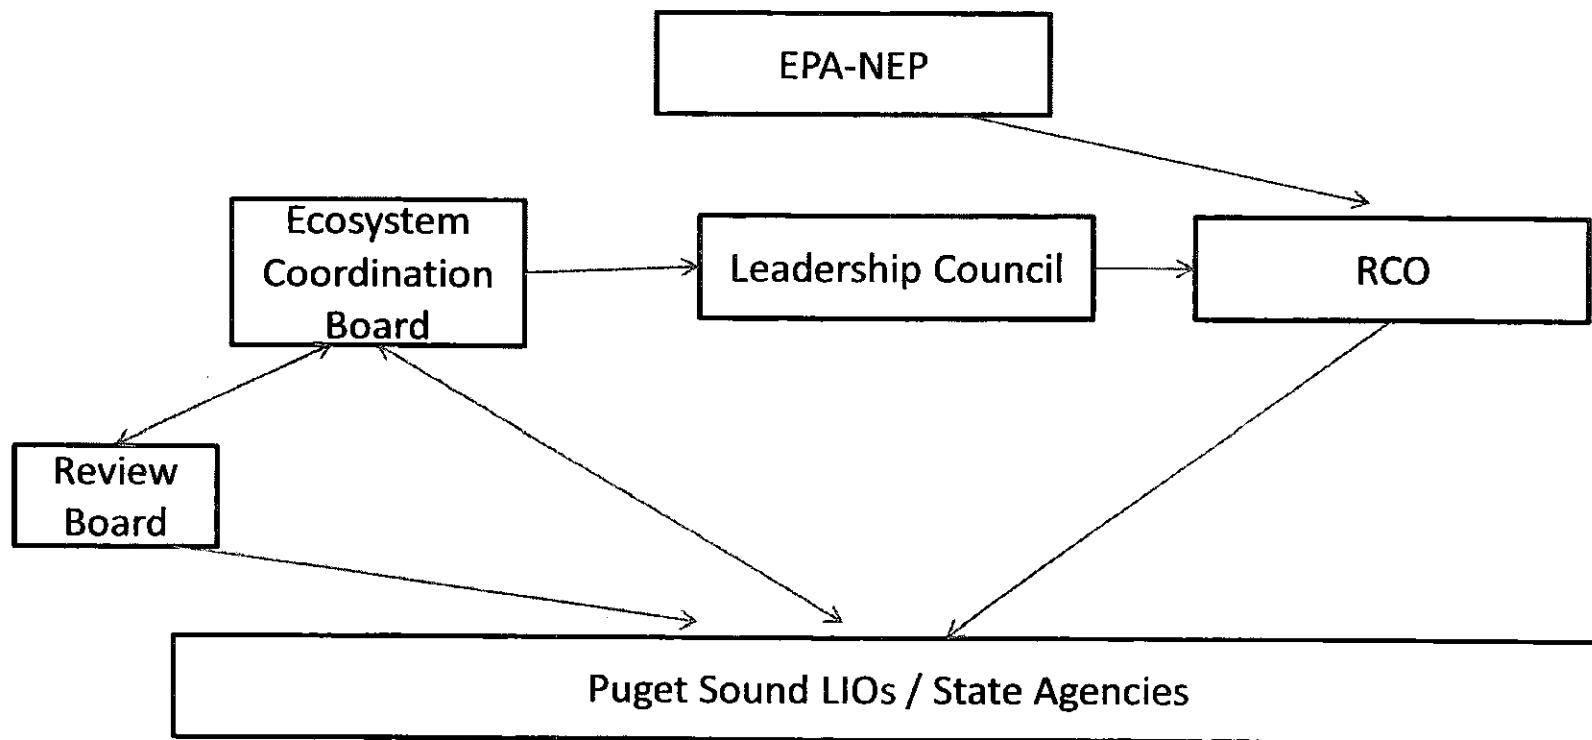 EPA-NEP
Ecosystem
Coordination
Board
Leadership Council
RCO
Review
Board
Puget Sound LIOs / State Agencies